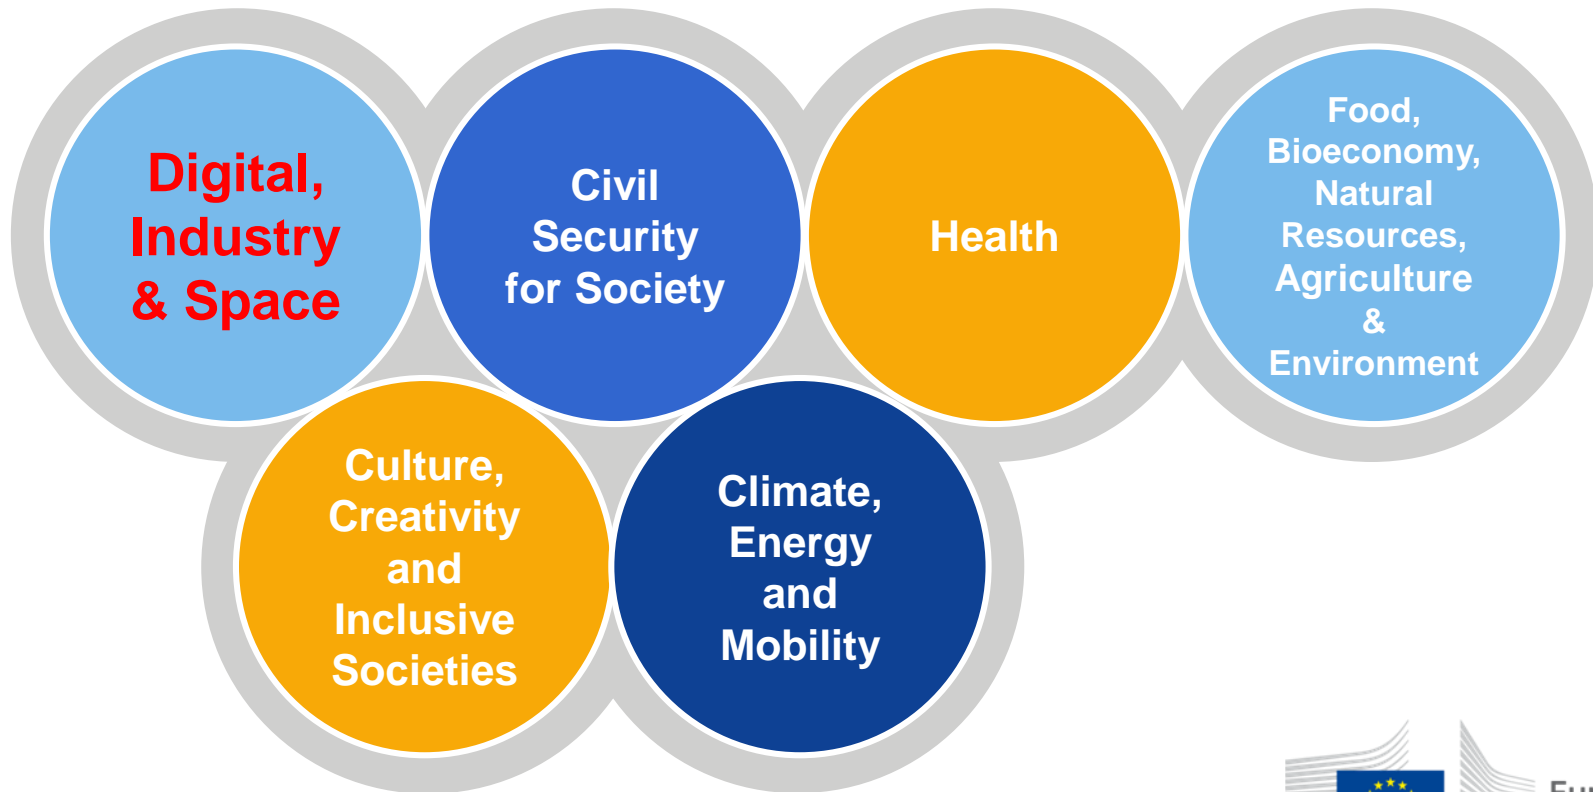 Digital,
Industry
& Space
Civil
Security
for Society
Health
Food,
Bioeconomy,
Natural
Resources,
Agriculture
&
Environment
Culture,
Creativity
and
Inclusive
Societies
Climate,
Energy
and
Mobility